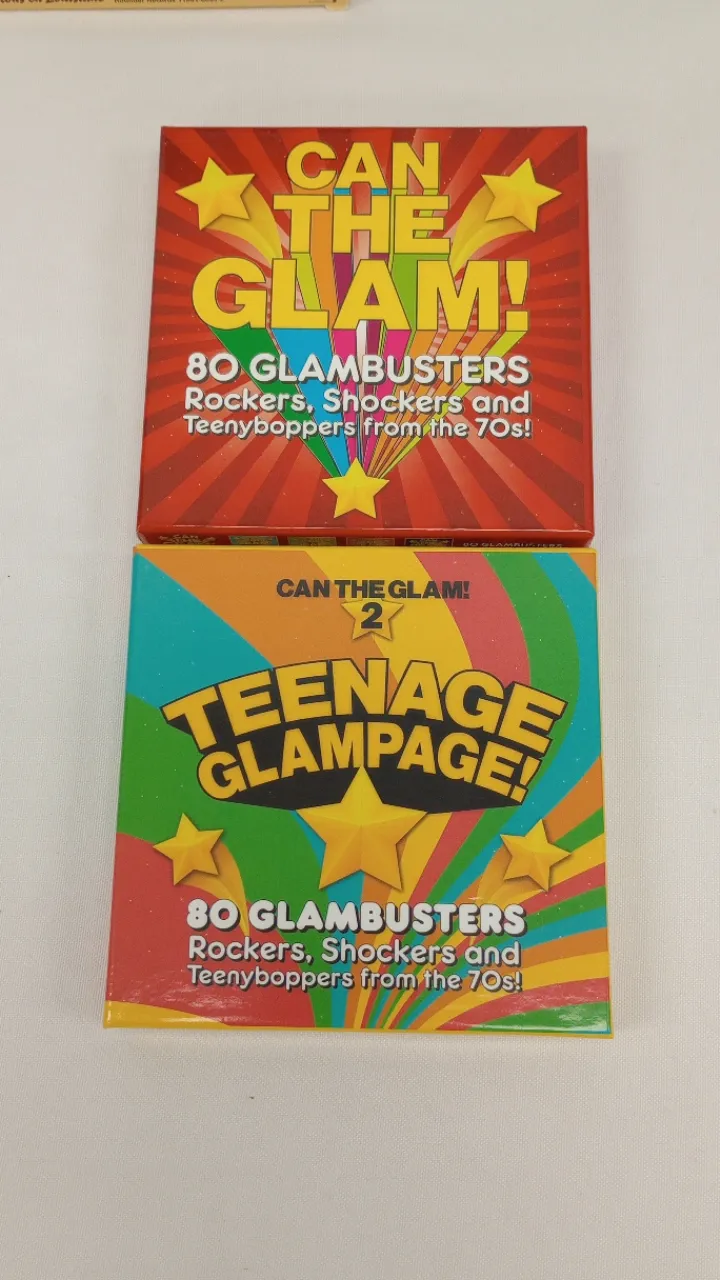 CAN
THE
GLAM!
80 GLAMBUSTERS
Rockers, Shockers and
Teenyboppers from the 70s!
CAN THE GLAM!
2
TEENAGE
GLAMPAGE!
80 GLAMBUSTERS
Rockers, Shockers and
Teenyboppers from the 70s!